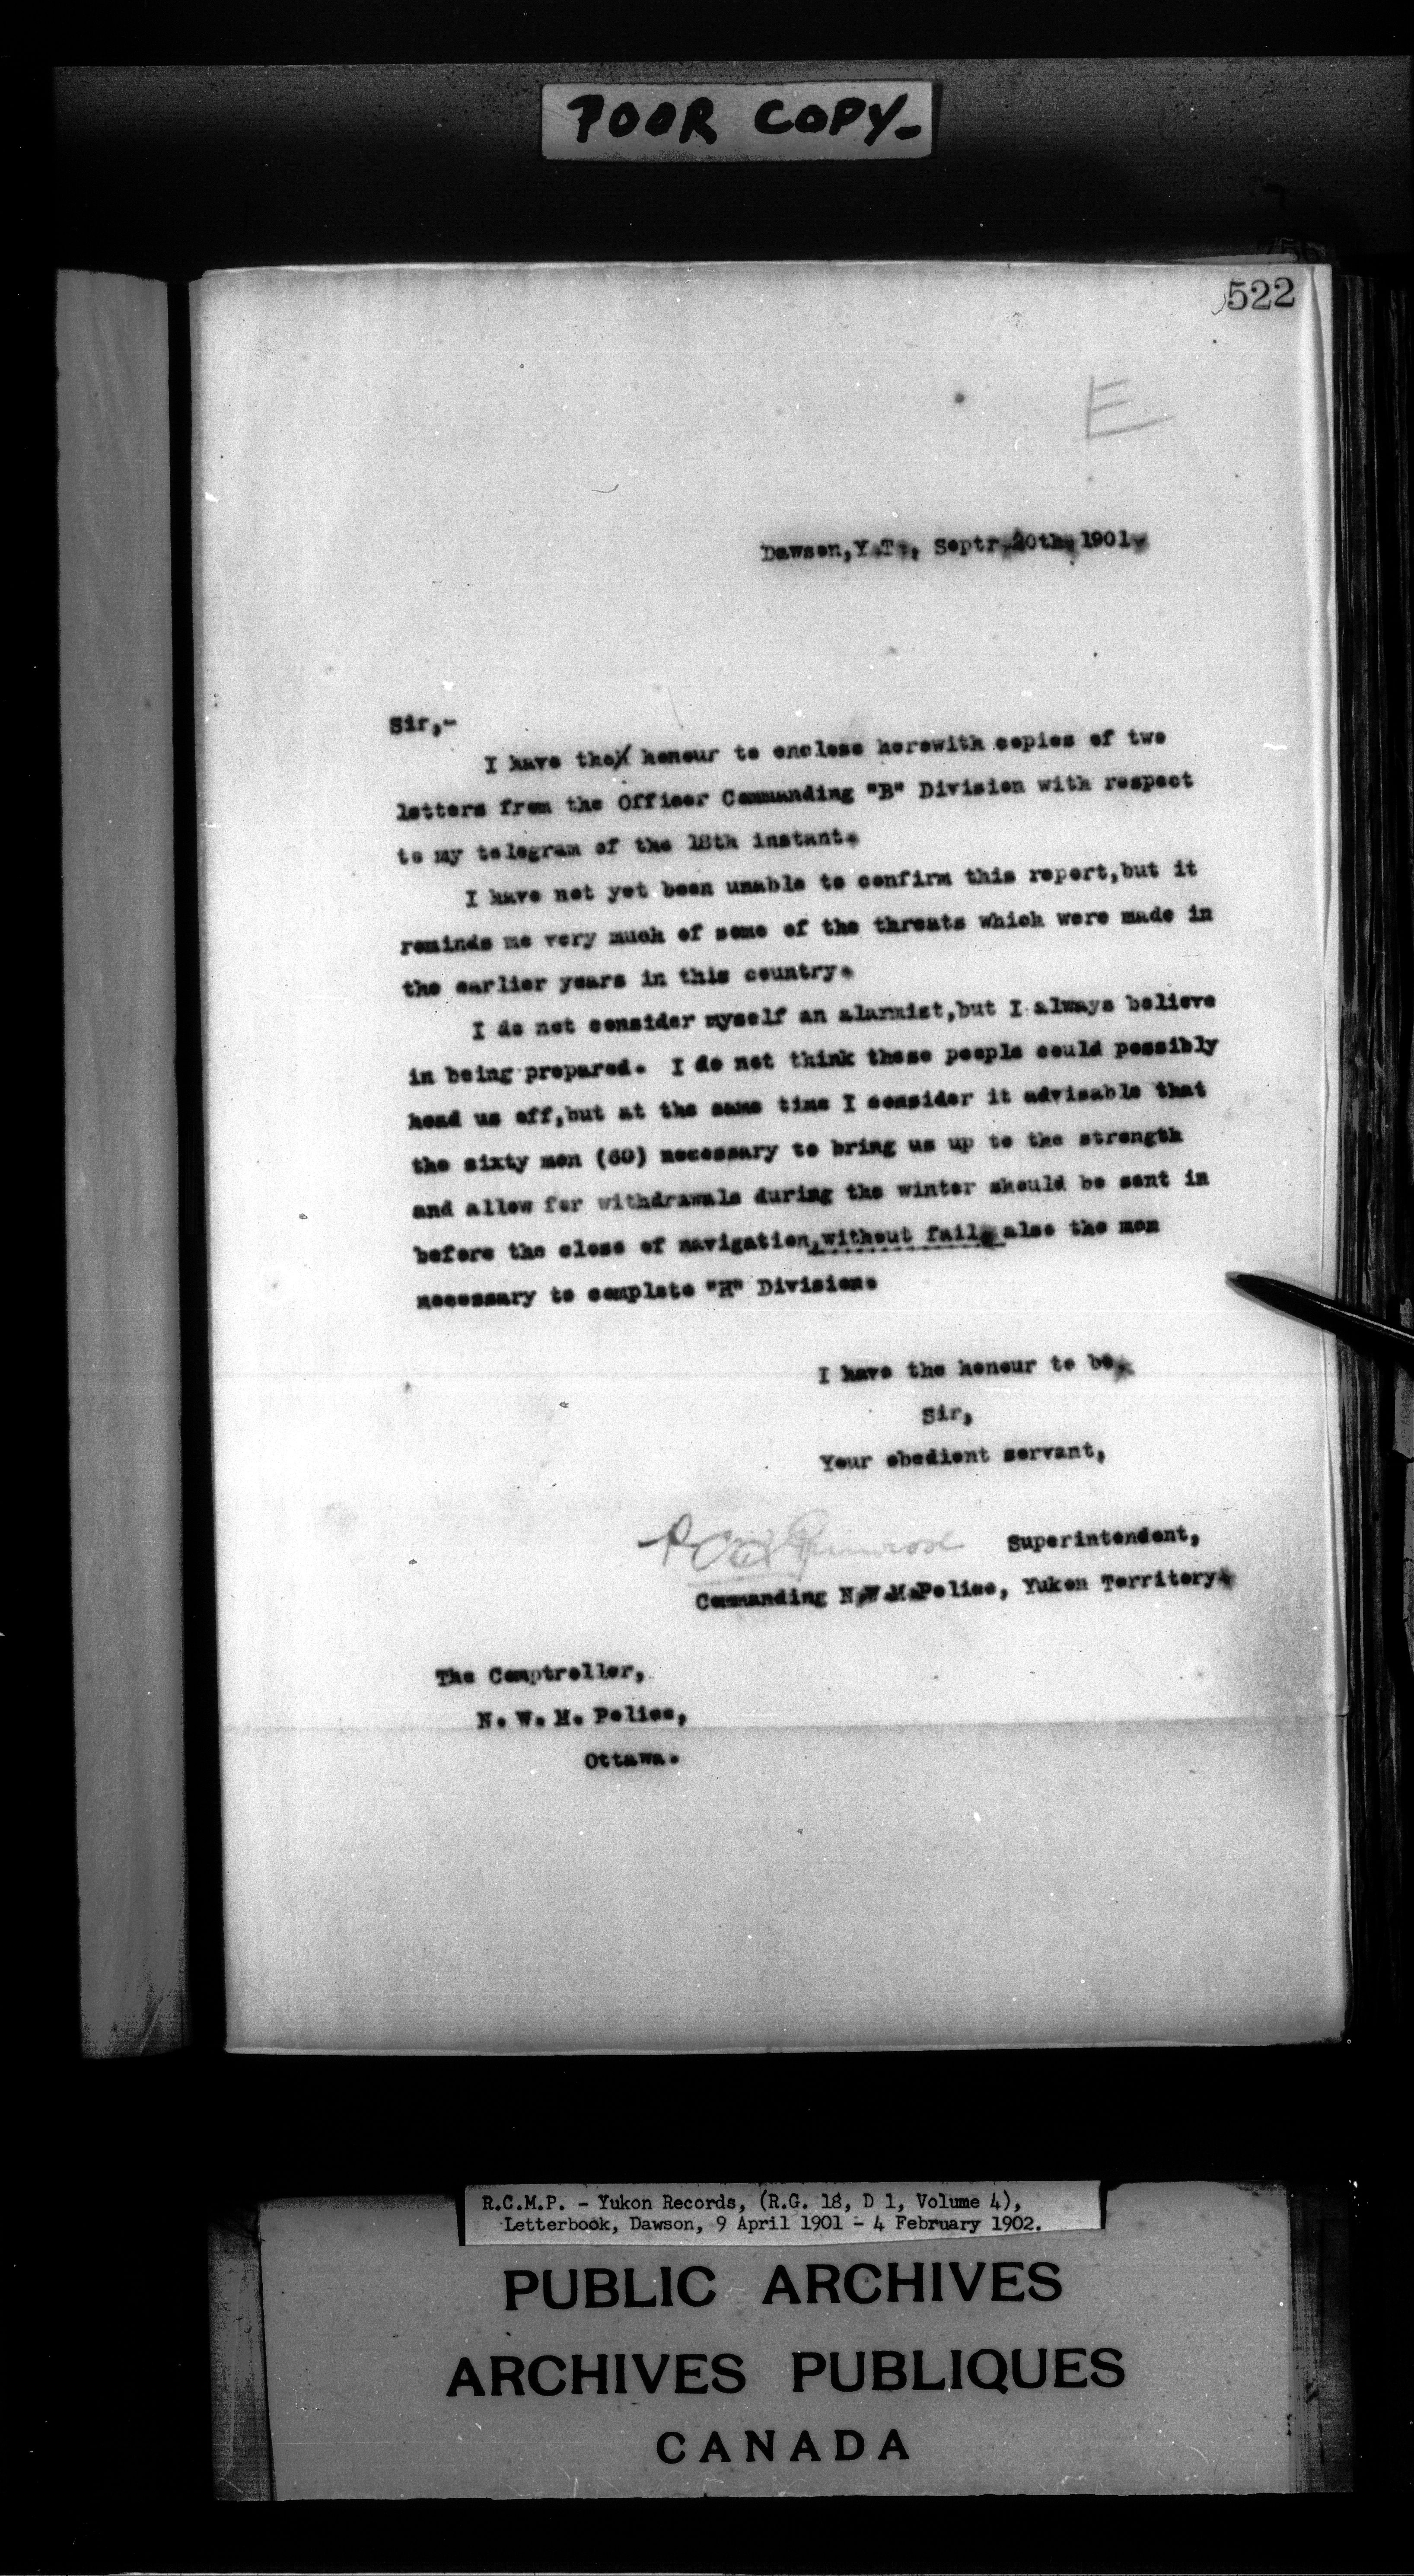 POOR COPY-
522
E
Dawson,Y.T., Septr.20th, 1901.
Sir,-
I have the honour to enclose herewith copies of two
letters from the Officer Commanding "B" Division with respect
to my telegram of the 18th instant.
I have not yet been unable to confirm this report,but it
reminds me very much of some of the threats which were made in
the earlier years in this country.
I do not consider myself an alarmist,but I always believe
in being prepared. I do not think these people could possibly
head us off,but at the same time I consider it advisable that
the sixty men (60) necessary to bring us up to the strength
and allow for withdrawals during the winter should be sent in
before the close of navigation,without fail, also the men
necessary to complete "H" Division.
I have the honour to be,
Sir,
Your obedient servant,
Primrose Superintendent,
Commanding N.W.M.Police, Yukon Territory.
The Comptroller,
N. W. M. Police,
Ottawa.
R.C.M.P. - Yukon Records, (R.G. 18, D 1, Volume 4),
Letterbook, Dawson, 9 April 1901 - 4 February 1902.
PUBLIC ARCHIVES
ARCHIVES PUBLIQUES
CANADA